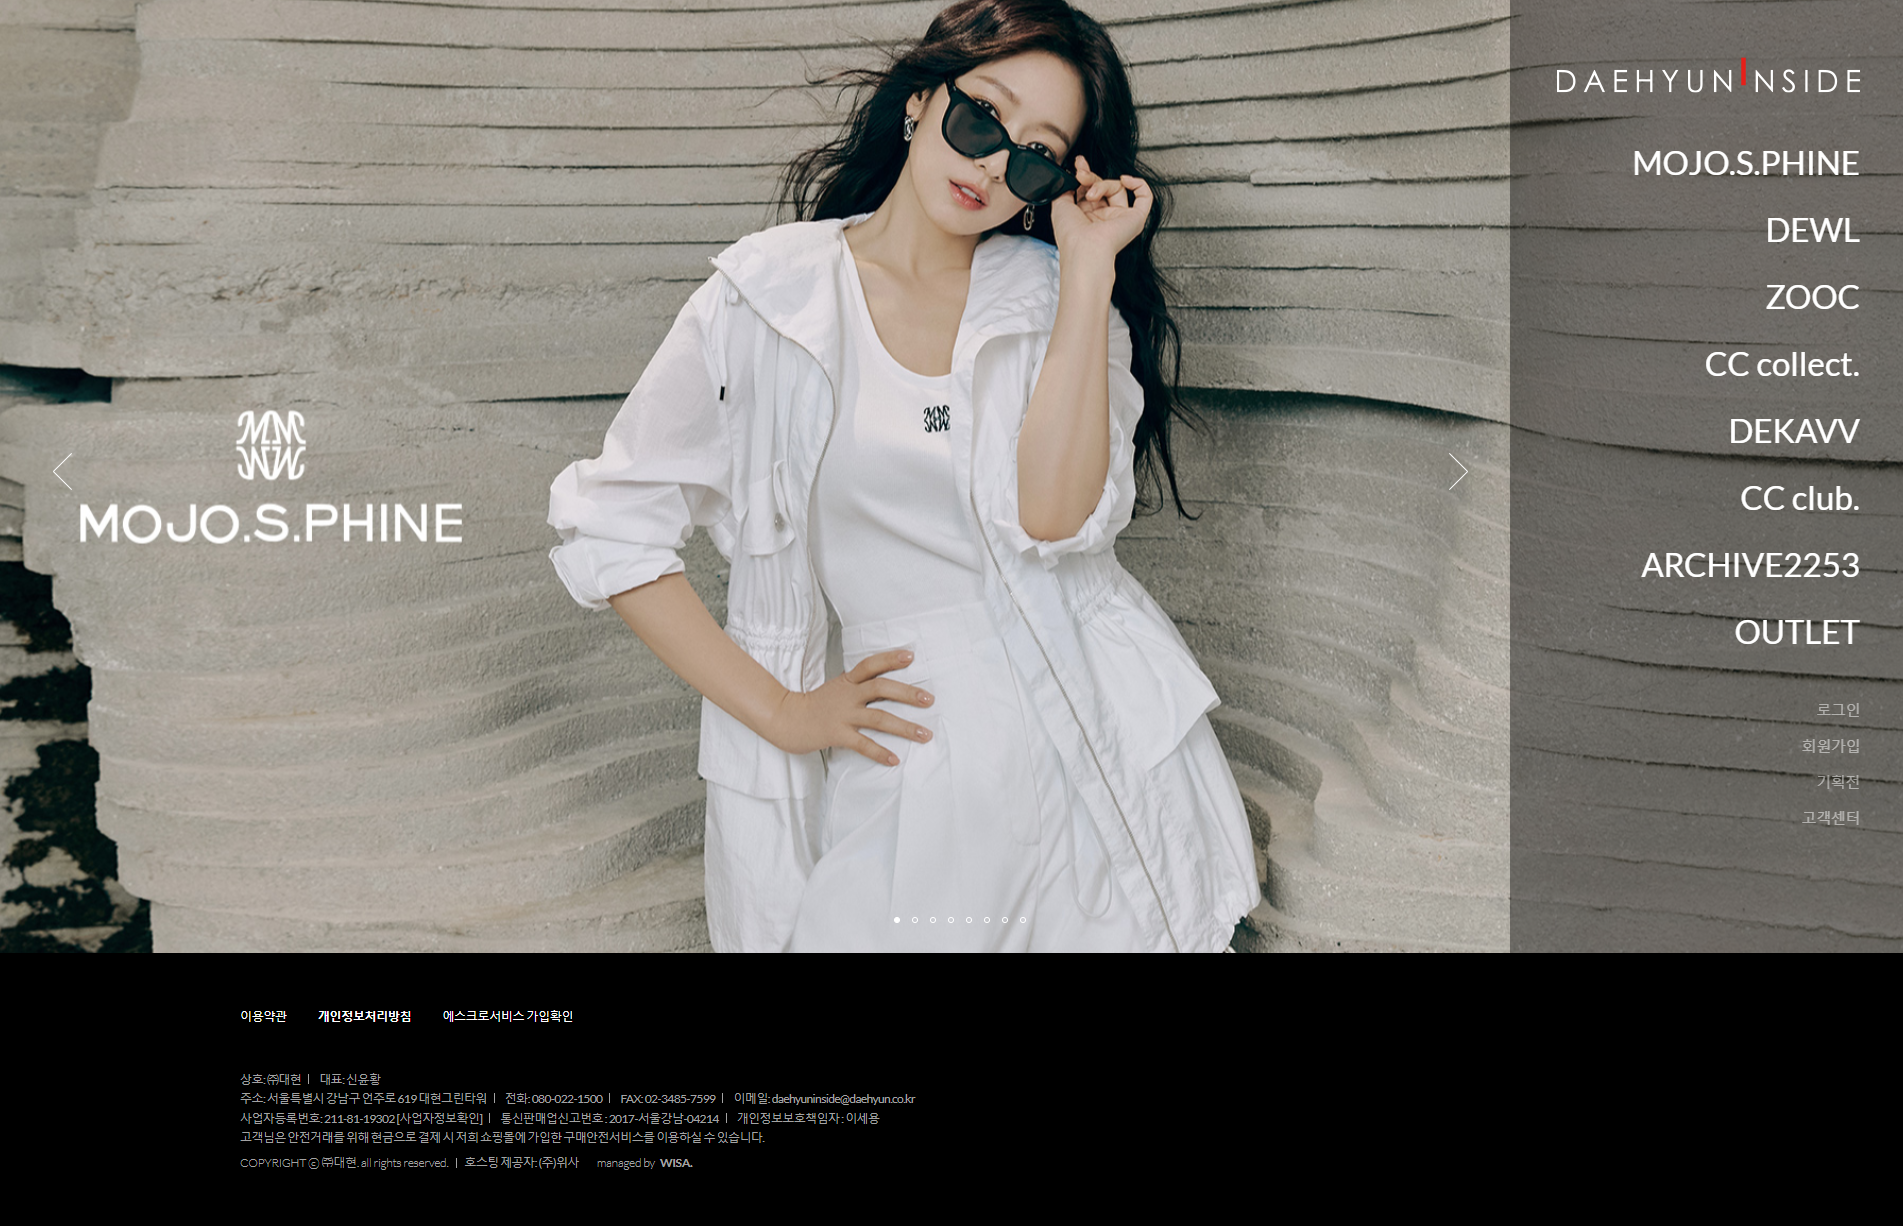 DAEHYUNINSIDE
MOJO.S.PHINE
DEWL
ZOOC
CC collect.
DEKAVV
CC club.
ARCHIVE2253
OUTLET
로그인
회원가입
기획전
고객센터
MOJO.S.PHINE
이용약관 개인정보처리방침 에스크로서비스 가입확인
상호: ㈜대현 | 대표: 신윤황
주소: 서울특별시 강남구 언주로 619 대현그린타워 | 전화: 080-022-1500 | FAX: 02-3485-7599 | 이메일: daehyuninside@daehyun.co.kr
사업자등록번호: 211-81-19302 [사업자정보확인] | 통신판매업신고번호 : 2017-서울강남-04214 | 개인정보보호책임자 : 이세용
고객님은 안전거래를 위해 현금으로 결제 시 저희 쇼핑몰에 가입한 구매안전서비스를 이용하실 수 있습니다.
COPYRIGHT ⓒ ㈜대현. all rights reserved. | 호스팅 제공자: (주)위사 managed by WISA.